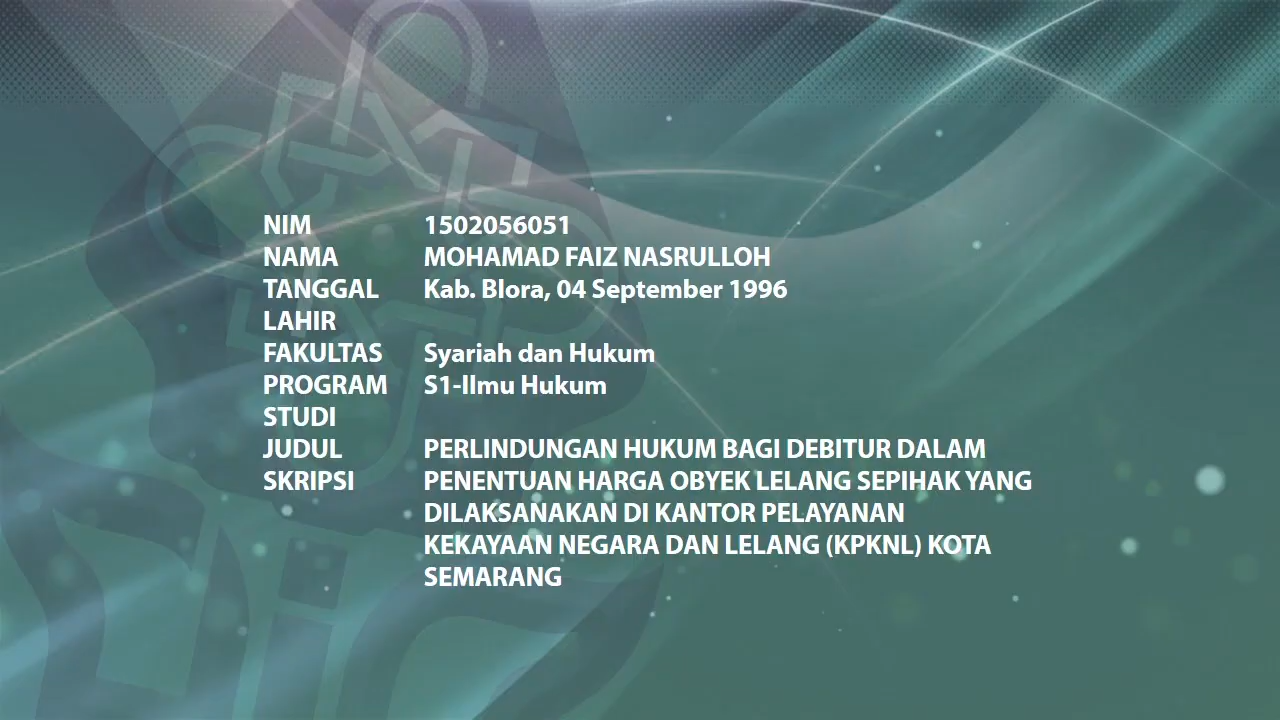 NIM 1502056051
NAMA MOHAMAD FAIZ NASRULLOH
TANGGAL Kab. Blora, 04 September 1996
LAHIR
FAKULTAS Syariah dan Hukum
PROGRAM S1-Ilmu Hukum
STUDI
JUDUL PERLINDUNGAN HUKUM BAGI DEBITUR DALAM
SKRIPSI PENENTUAN HARGA OBYEK LELANG SEPIHAK YANG
DILAKSANAKAN DI KANTOR PELAYANAN
KEKAYAAN NEGARA DAN LELANG (KPKNL) KOTA
SEMARANG